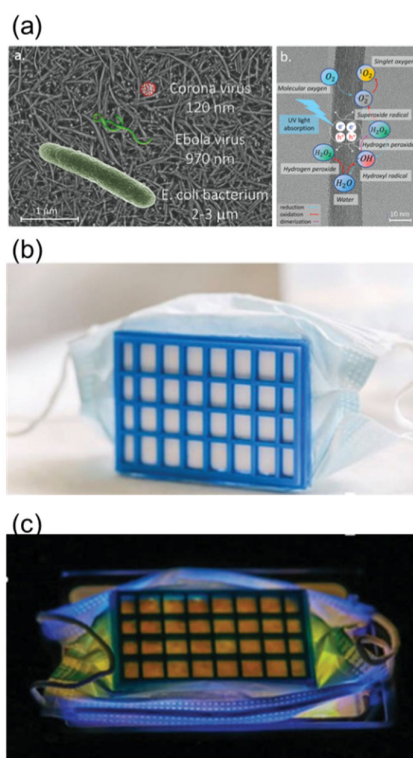 (a)
a.
Corona virus
120 nm
Ebola virus
970 nm
E. coli bacterium
2-3 μm
1 μm
b.
Singlet oxygen
¹O₂
O₂
Molecular oxygen
O₂⁻
Superoxide radical
UV light
absorption
e⁻ e⁻
h⁺ h⁺
H₂O₂
Hydrogen peroxide
H₂O₂
OH
Hydrogen peroxide
H₂O
Hydroxyl radical
Water
reduction
oxidation
dimerization
10 nm
(b)
(c)